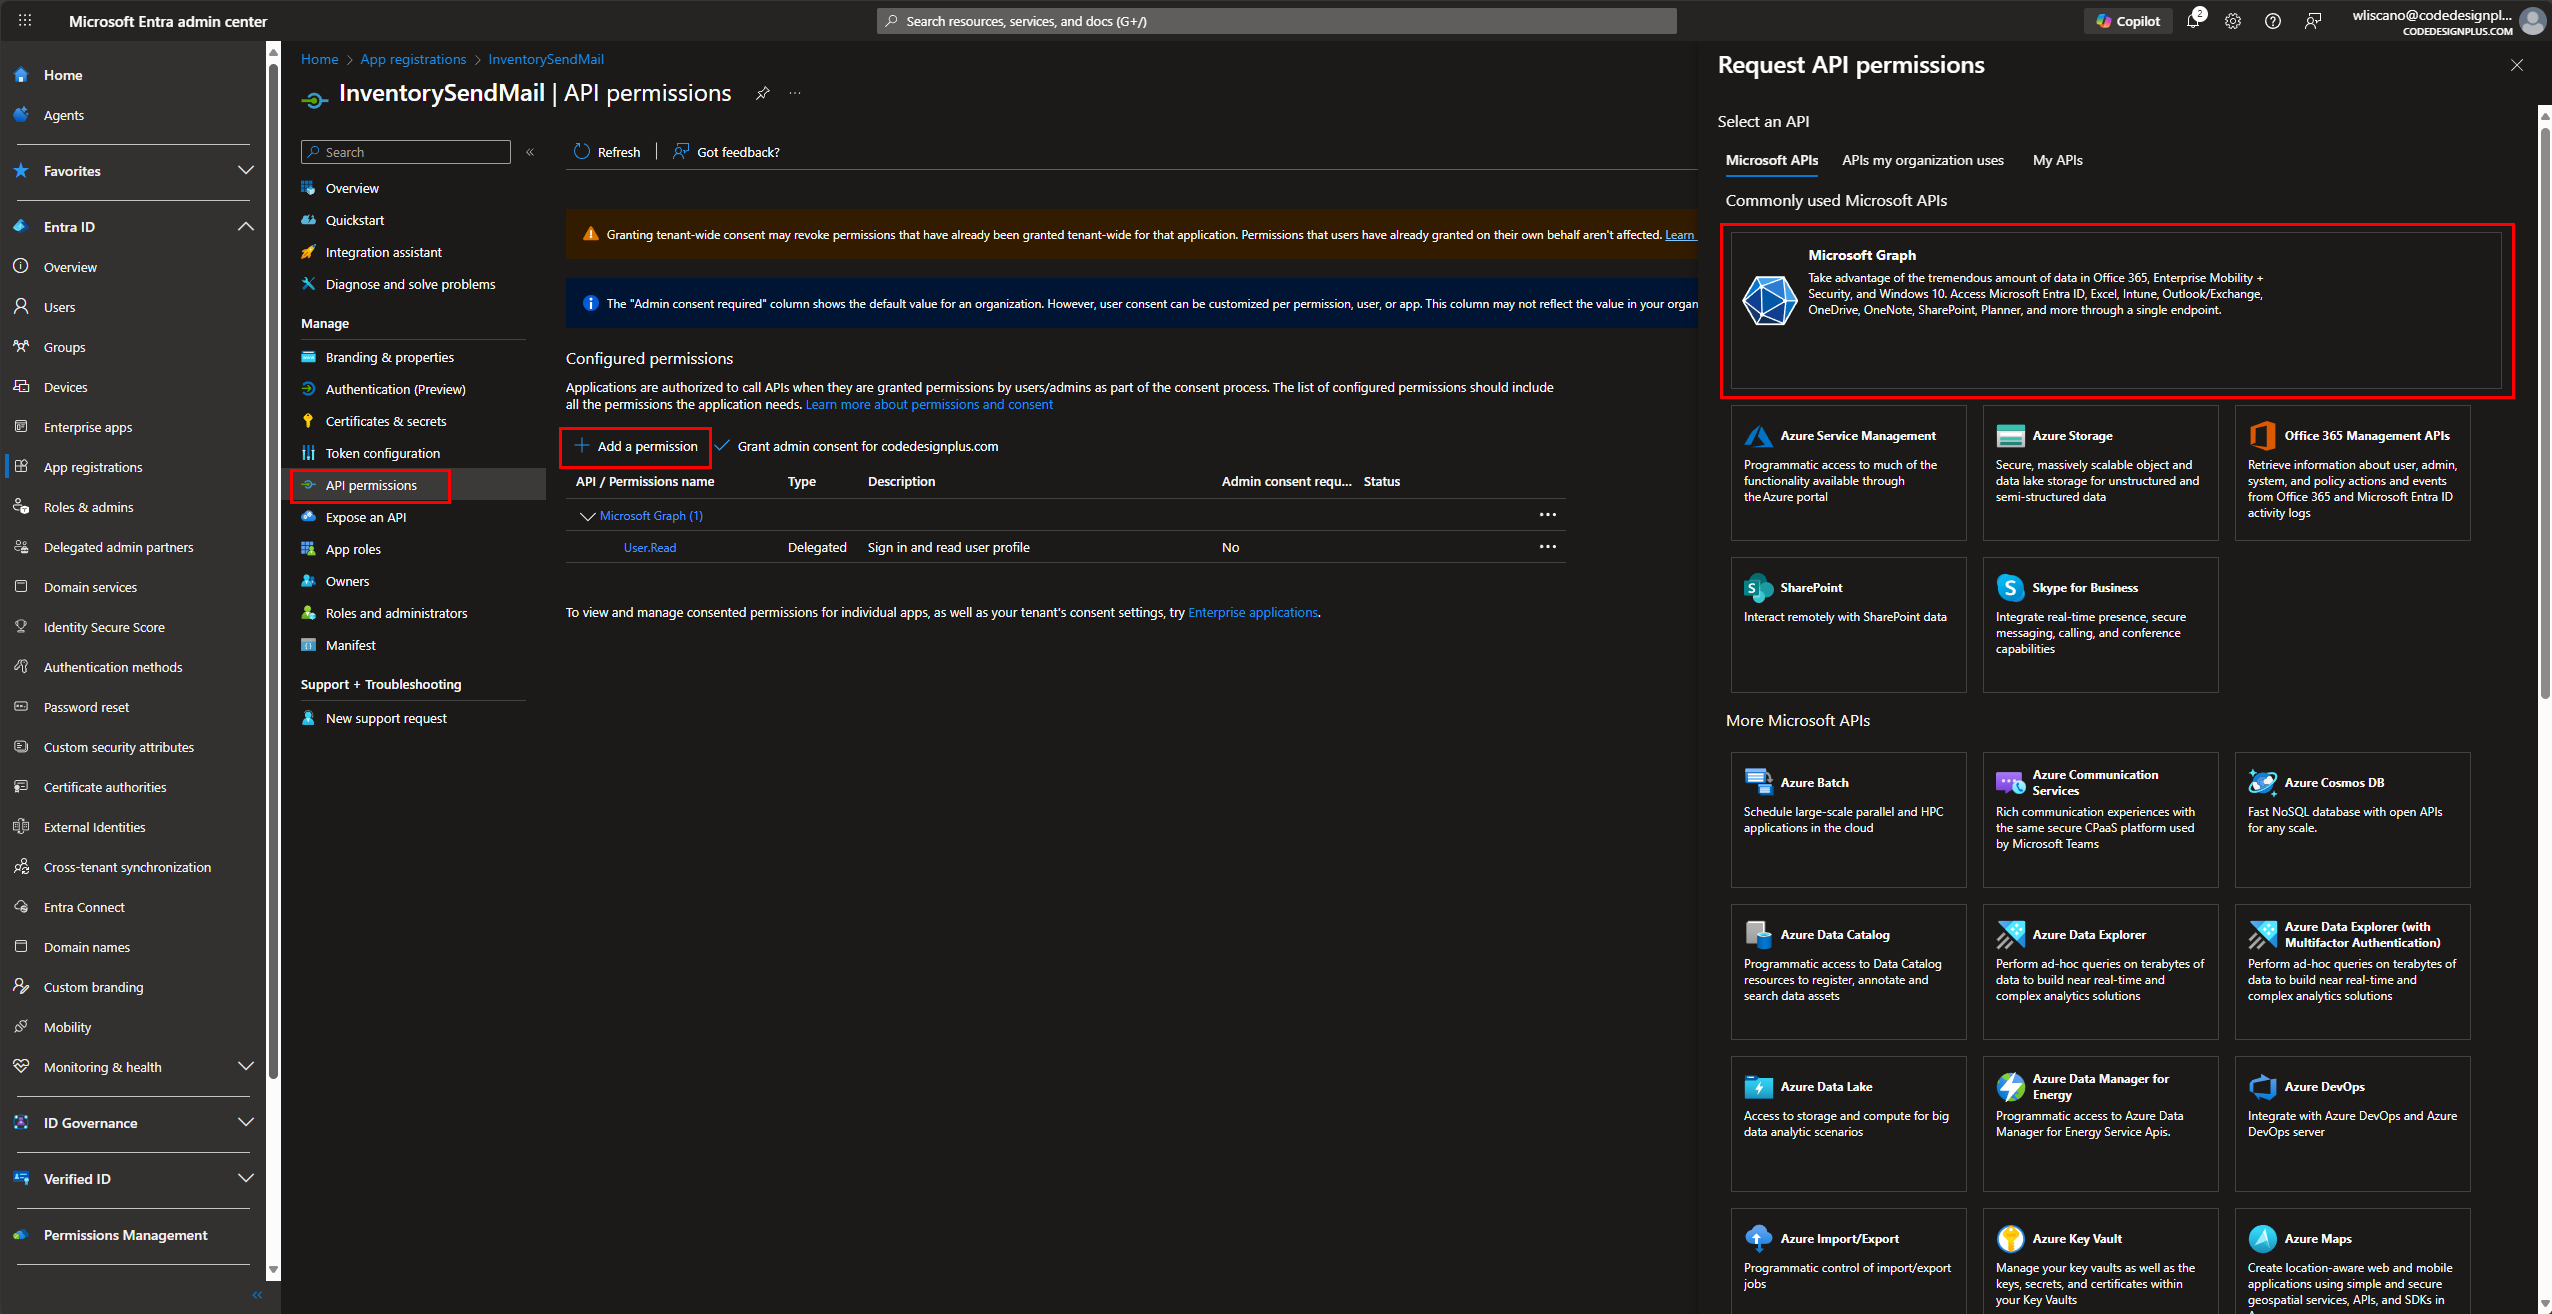 Microsoft Entra admin center
Search resources, services, and docs (G+/)
Copilot
2
wliscano@codedesignpl...
CODEDESIGNPLUS.COM
Home
Agents
Favorites
Entra ID
Overview
Users
Groups
Devices
Enterprise apps
App registrations
Roles & admins
Delegated admin partners
Domain services
Identity Secure Score
Authentication methods
Password reset
Custom security attributes
Certificate authorities
External Identities
Cross-tenant synchronization
Entra Connect
Domain names
Custom branding
Mobility
Monitoring & health
ID Governance
Verified ID
Permissions Management
Home > App registrations > InventorySendMail
InventorySendMail | API permissions
Search
Overview
Quickstart
Integration assistant
Diagnose and solve problems
Manage
Branding & properties
Authentication (Preview)
Certificates & secrets
Token configuration
API permissions
Expose an API
App roles
Owners
Roles and administrators
Manifest
Support + Troubleshooting
New support request
Refresh
Got feedback?
Granting tenant-wide consent may revoke permissions that have already been granted tenant-wide for that application. Permissions that users have already granted on their own behalf aren't affected. Learn
The "Admin consent required" column shows the default value for an organization. However, user consent can be customized per permission, user, or app. This column may not reflect the value in your organ
Configured permissions
Applications are authorized to call APIs when they are granted permissions by users/admins as part of the consent process. The list of configured permissions should include
all the permissions the application needs. Learn more about permissions and consent
Add a permission
Grant admin consent for codedesignplus.com
API / Permissions name
Type
Description
Admin consent requ...
Status
Microsoft Graph (1)
User.Read
Delegated
Sign in and read user profile
No
To view and manage consented permissions for individual apps, as well as your tenant's consent settings, try Enterprise applications.
Request API permissions
Select an API
Microsoft APIs
APIs my organization uses
My APIs
Commonly used Microsoft APIs
Microsoft Graph
Take advantage of the tremendous amount of data in Office 365, Enterprise Mobility +
Security, and Windows 10. Access Microsoft Entra ID, Excel, Intune, Outlook/Exchange,
OneDrive, OneNote, SharePoint, Planner, and more through a single endpoint.
Azure Service Management
Programmatic access to much of the
functionality available through
the Azure portal
Azure Storage
Secure, massively scalable object and
data lake storage for unstructured and
semi-structured data
Office 365 Management APIs
Retrieve information about user, admin,
system, and policy actions and events
from Office 365 and Microsoft Entra ID
activity logs
SharePoint
Interact remotely with SharePoint data
Skype for Business
Integrate real-time presence, secure
messaging, calling, and conference
capabilities
More Microsoft APIs
Azure Batch
Schedule large-scale parallel and HPC
applications in the cloud
Azure Communication
Services
Rich communication experiences with
the same secure CPaaS platform used
by Microsoft Teams
Azure Cosmos DB
Fast NoSQL database with open APIs
for any scale.
Azure Data Catalog
Programmatic access to Data Catalog
resources to register, annotate and
search data assets
Azure Data Explorer
Perform ad-hoc queries on terabytes of
data to build near real-time and
complex analytics solutions
Azure Data Explorer (with
Multifactor Authentication)
Perform ad-hoc queries on terabytes of
data to build near real-time and
complex analytics solutions
Azure Data Lake
Access to storage and compute for big
data analytic scenarios
Azure Data Manager for
Energy
Programmatic access to Azure Data
Manager for Energy Service Apis.
Azure DevOps
Integrate with Azure DevOps and Azure
DevOps server
Azure Import/Export
Programmatic control of import/export
jobs
Azure Key Vault
Manage your key vaults as well as the
keys, secrets, and certificates within
your Key Vaults
Azure Maps
Create location-aware web and mobile
applications using simple and secure
geospatial services, APIs, and SDKs in